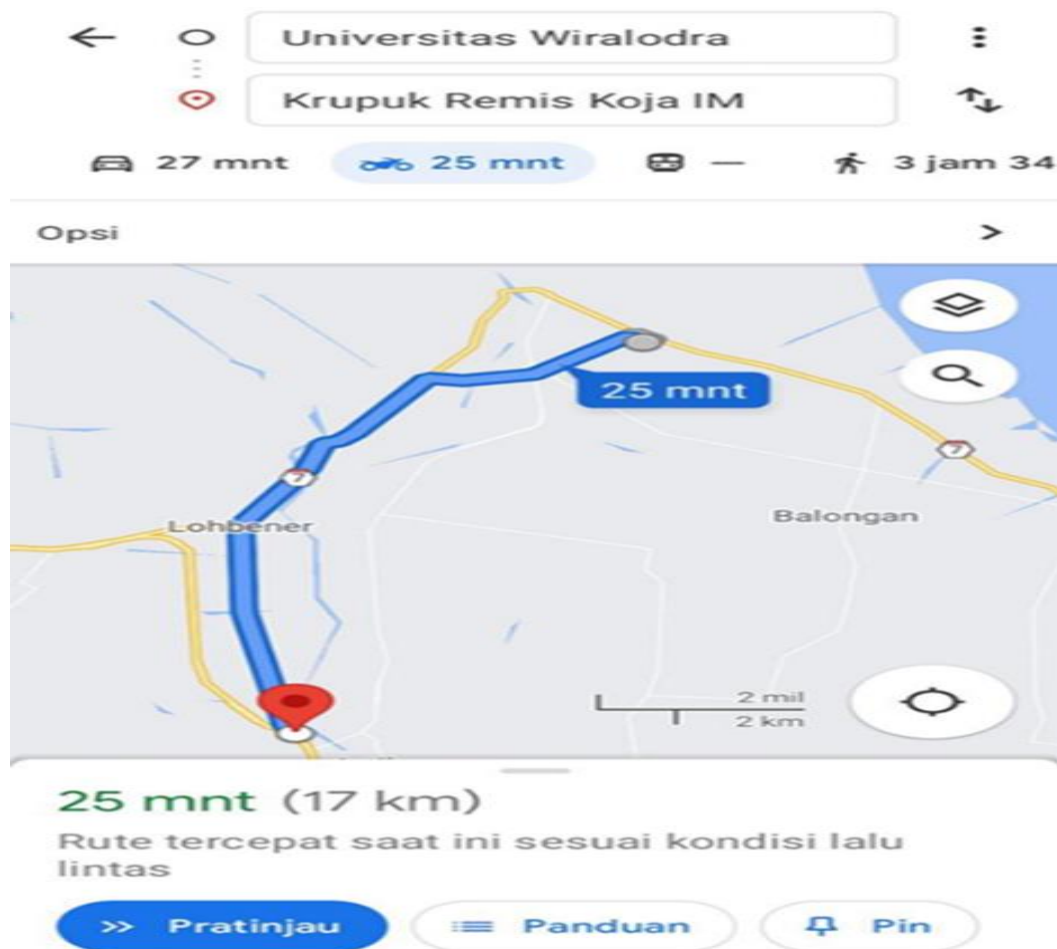 Universitas Wiralodra
Krupuk Remis Koja IM
27 mnt 25 mnt — 3 jam 34
Opsi
25 mnt
7
7
Lohbener
Balongan
2 mil
2 km
25 mnt (17 km)
Rute tercepat saat ini sesuai kondisi lalu
lintas
Pratinjau Panduan Pin